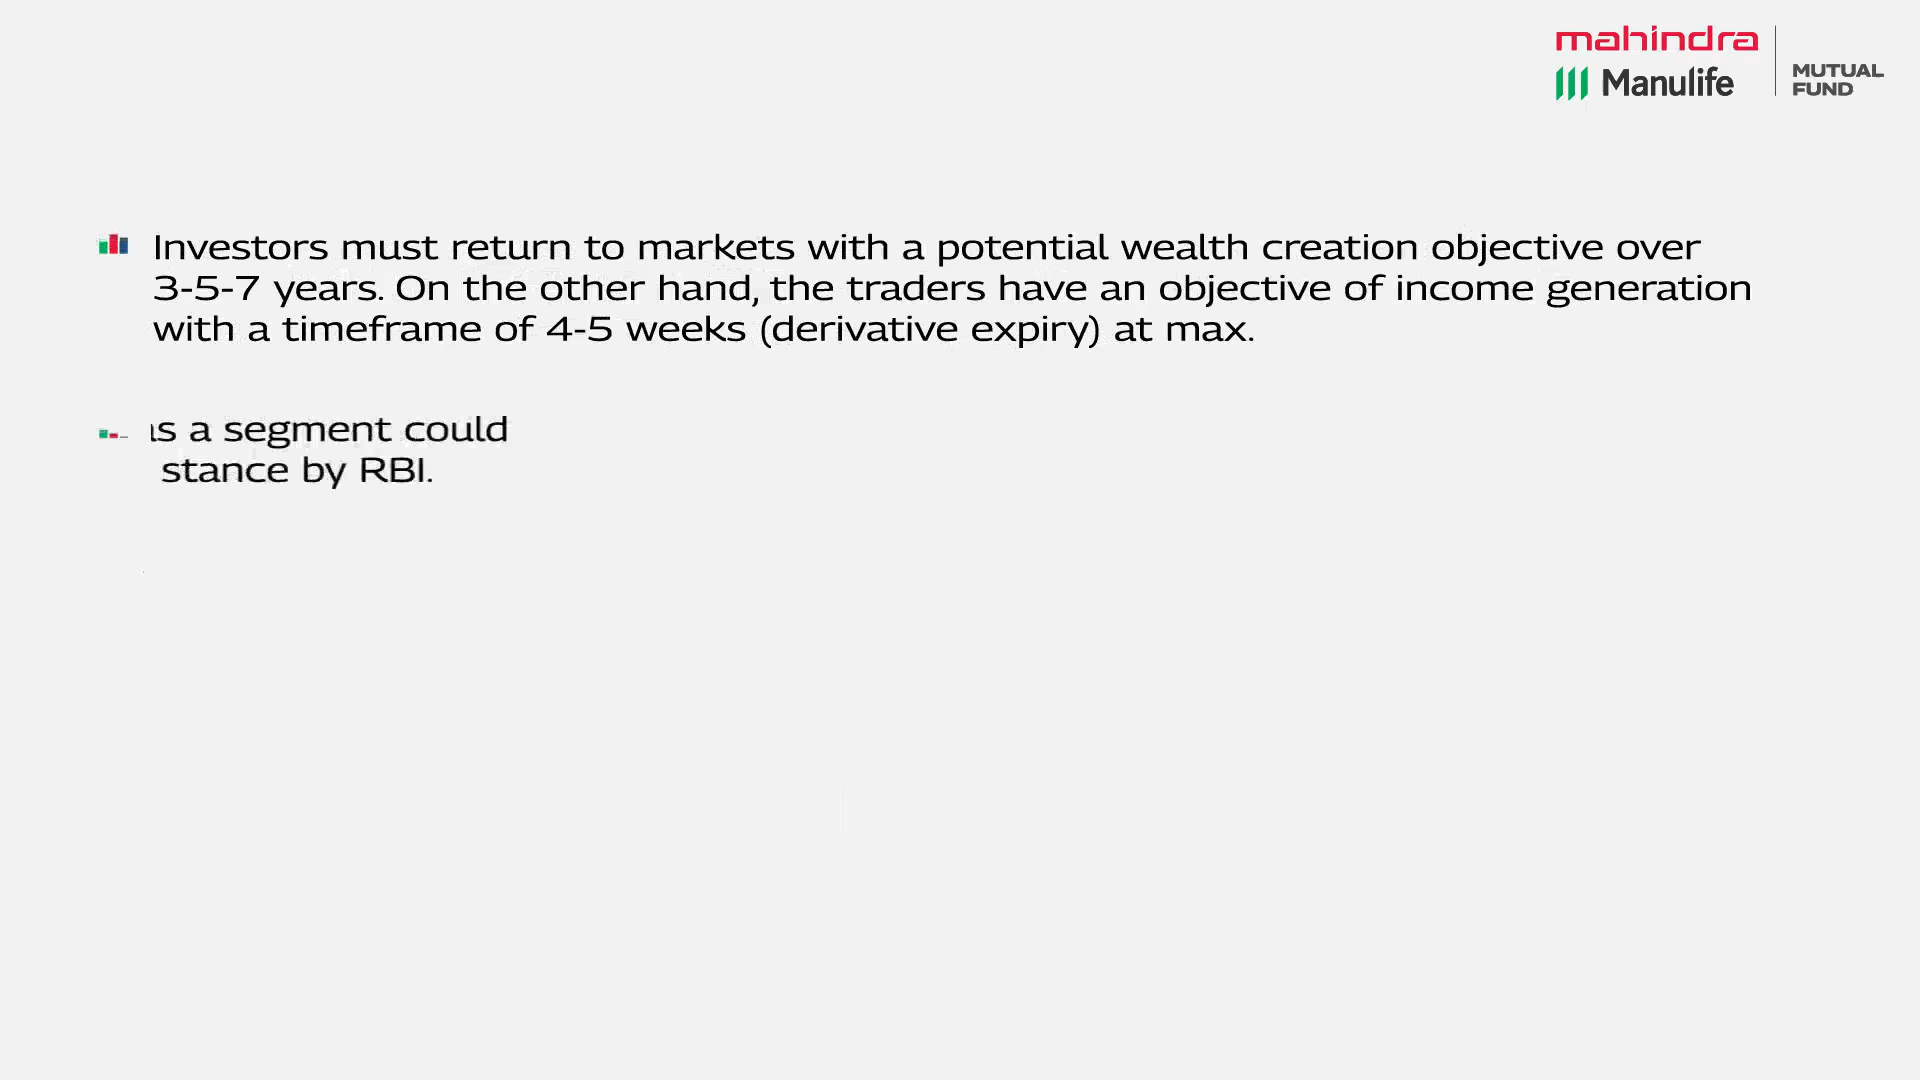 mahindra
Manulife
MUTUAL
FUND
Investors must return to markets with a potential wealth creation objective over
3-5-7 years. On the other hand, the traders have an objective of income generation
with a timeframe of 4-5 weeks (derivative expiry) at max.
a segment could
stance by RBI.